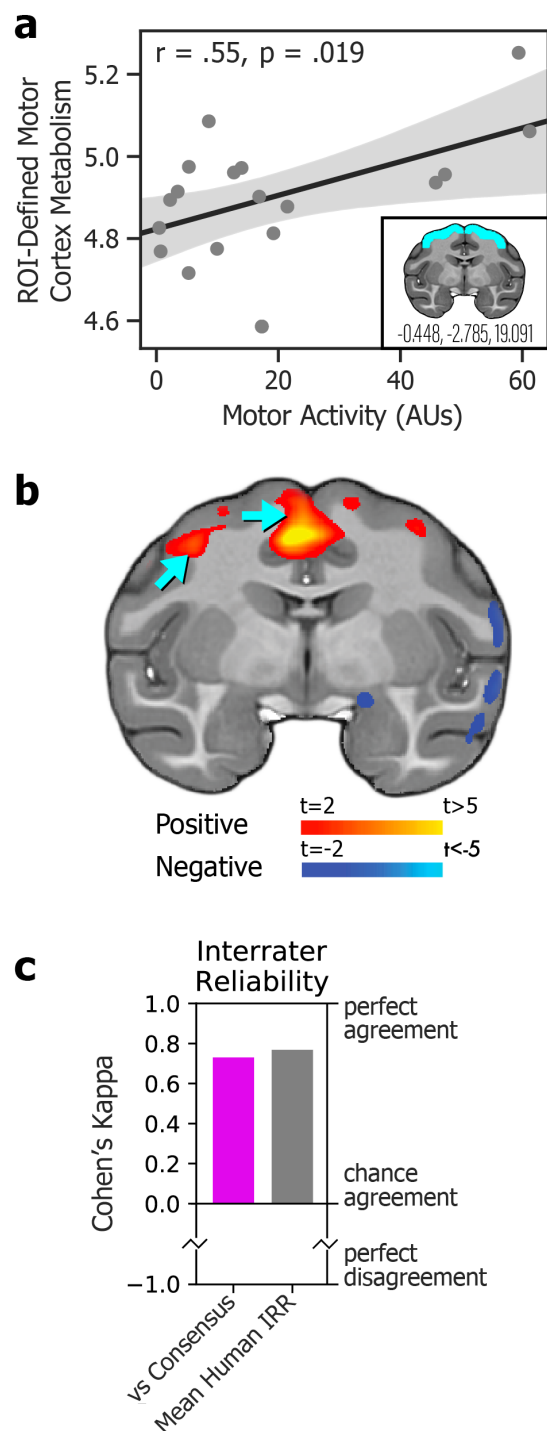 a
r = .55, p = .019
ROI-Defined Motor
Cortex Metabolism
5.2
5.0
4.8
4.6
-0.448, -2.785, 19.091
0 20 40 60
Motor Activity (AUs)
b
t=2 t>5
Positive
t=-2 t<-5
Negative
c
Interrater
Reliability
Cohen's Kappa
1.0
0.8
0.6
0.4
0.2
0.0
−1.0
perfect
agreement
chance
agreement
perfect
disagreement
vs Consensus
Mean Human IRR